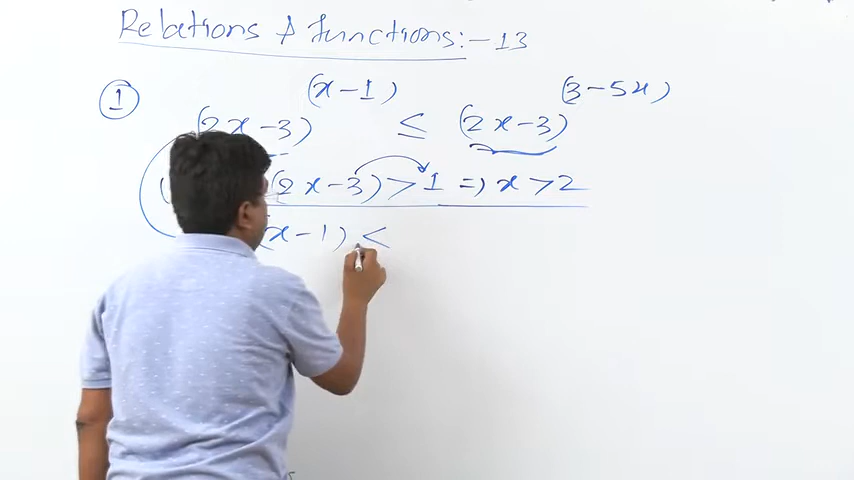 Relations & functions:- 13
1
(x-1) (3-5x)
(2x-3) ≤ (2x-3)
(2x-3) > 1 => x > 2
(x-1) <